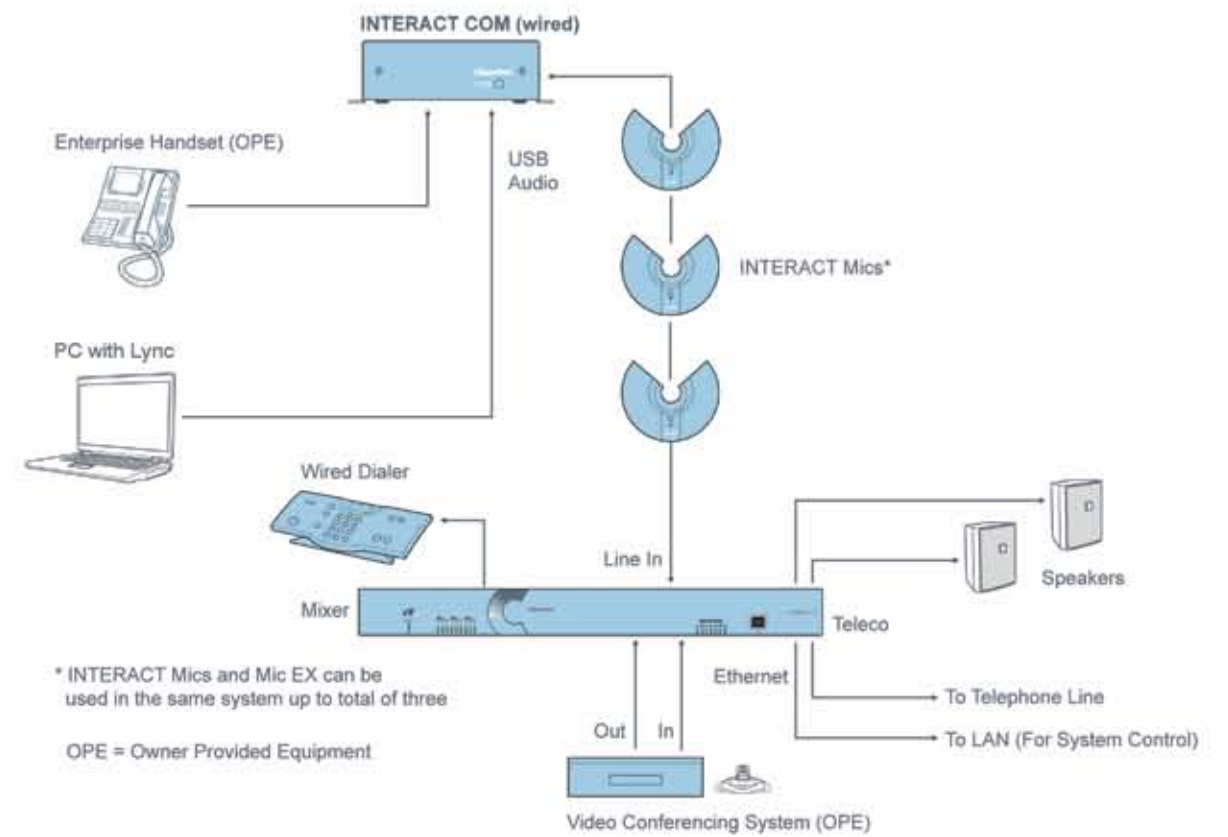 INTERACT COM (wired)
Enterprise Handset (OPE)
USB
Audio
INTERACT Mics*
PC with Lync
Wired Dialer
Line In
Speakers
Mixer
Teleco
* INTERACT Mics and Mic EX can be
used in the same system up to total of three
Ethernet
To Telephone Line
Out
In
To LAN (For System Control)
OPE = Owner Provided Equipment
Video Conferencing System (OPE)